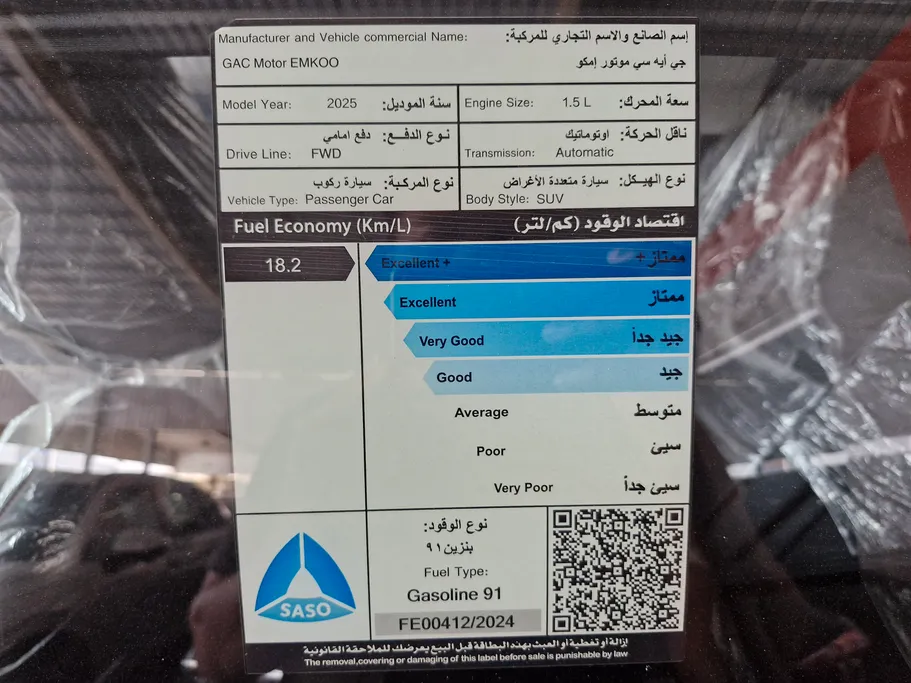 Manufacturer and Vehicle commercial Name: إسم الصانع والاسم التجاري للمركبة:
GAC Motor EMKOO جي أيه سي موتور إمكو
Model Year: 2025 سنة الموديل:
Engine Size: 1.5 L سعة المحرك:
نـوع الدفــع: دفع امامي
Drive Line: FWD
ناقل الحركة: اوتوماتيك
Transmission: Automatic
نوع المركبـة: سيارة ركوب
Vehicle Type: Passenger Car
نوع الهيـكل: سيارة متعددة الأغراض
Body Style: SUV
Fuel Economy (Km/L) اقتصاد الوقود (كم/لتر)
18.2
Excellent + ممتاز +
Excellent ممتاز
Very Good جيد جداً
Good جيد
Average متوسط
Poor سيئ
Very Poor سيئ جداً
SASO
نوع الوقود:
بنزين ٩١
Fuel Type:
Gasoline 91
FE00412/2024
إزالة أو تغطية أو العبث بهذه البطاقة قبل البيع يعرضك للملاحقة القانونية
The removal,covering or damaging of this label before sale is punishable by law